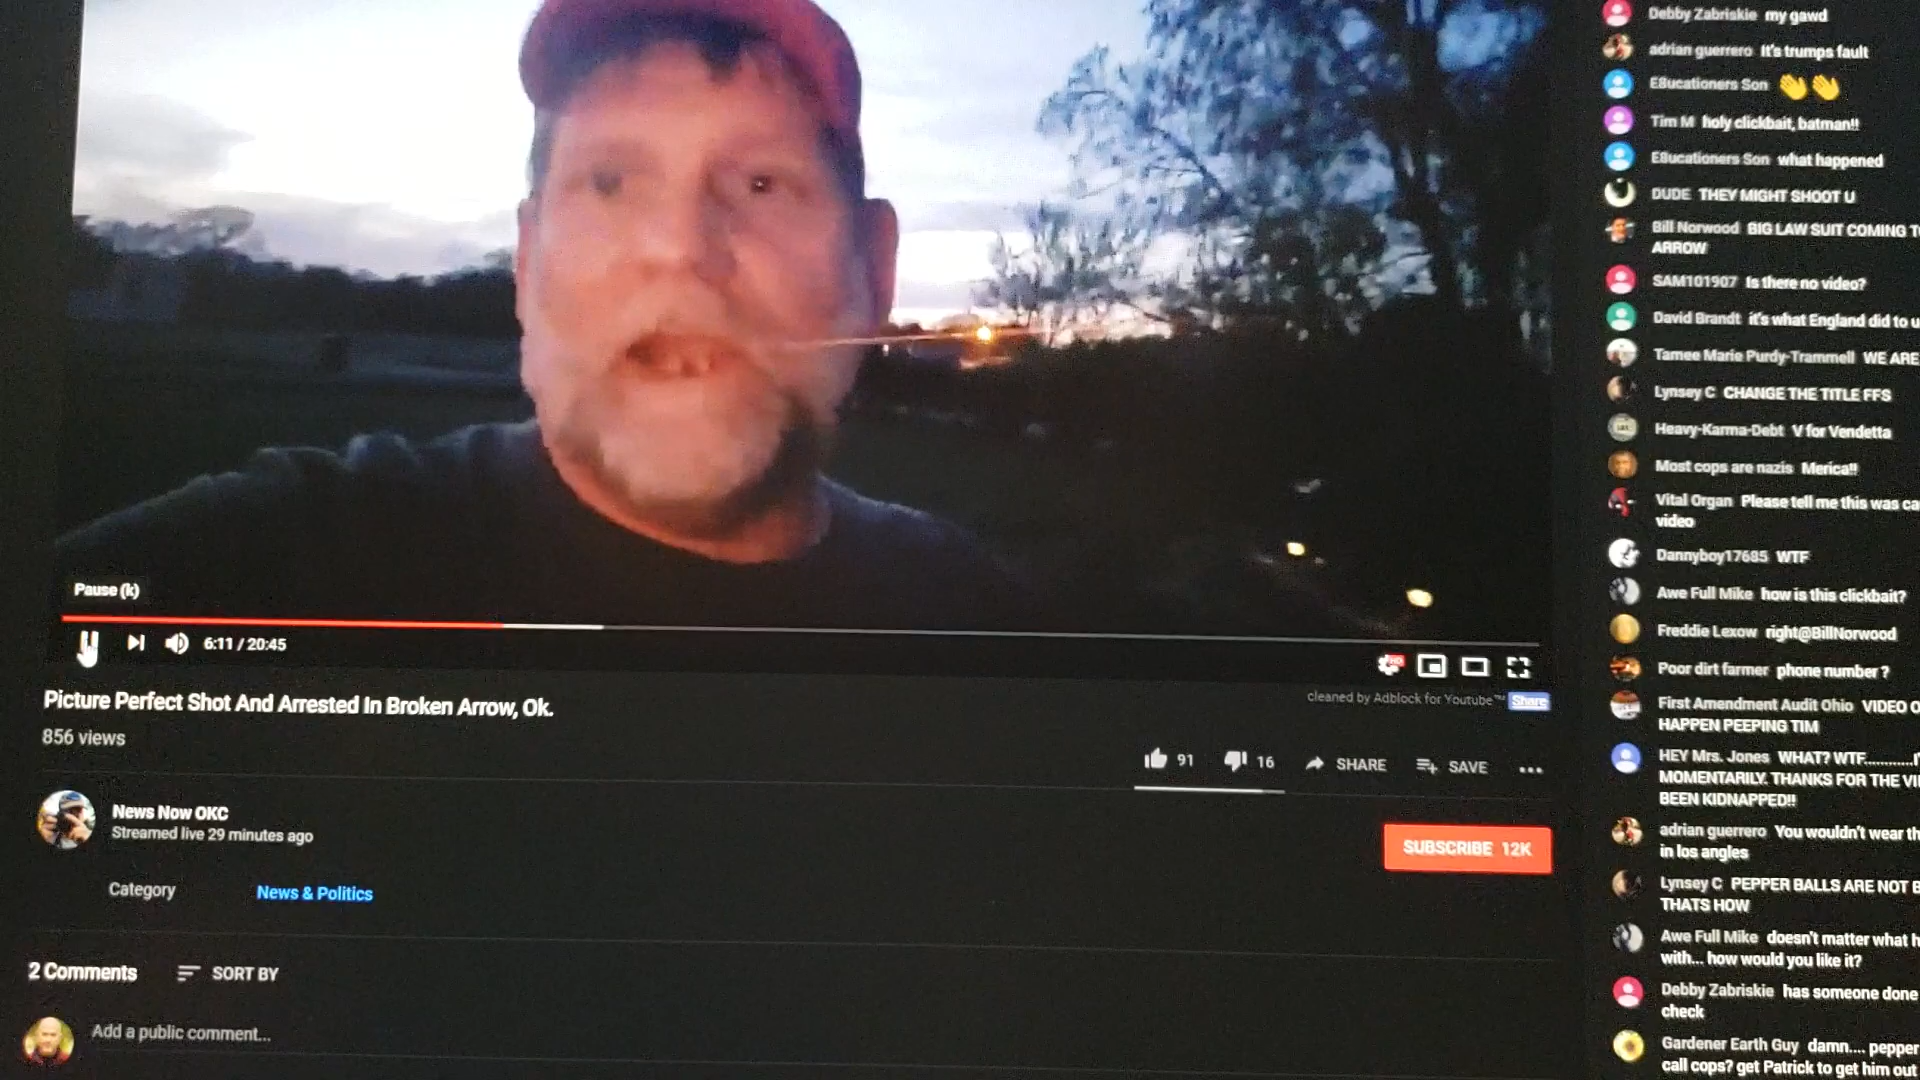 Pause (k)
6:11 / 20:45
HD
Picture Perfect Shot And Arrested In Broken Arrow, Ok.
cleaned by Adblock for Youtube™ Share
856 views
91 16 SHARE SAVE
News Now OKC
Streamed live 29 minutes ago
SUBSCRIBE 12K
Category News & Politics
2 Comments SORT BY
Add a public comment...
Debby Zabriskie my gawd
adrian guerrero It's trumps fault
E8ucationers Son 👋👋
Tim M holy clickbait, batman!!
E8ucationers Son what happened
DUDE THEY MIGHT SHOOT U
Bill Norwood BIG LAW SUIT COMING
ARROW
SAM101907 Is there no video?
David Brandt it's what England did to u
Tamee Marie Purdy-Trammell WE ARE
Lynsey C CHANGE THE TITLE FFS
Heavy-Karma-Debt V for Vendetta
Most cops are nazis Merica!!
Vital Organ Please tell me this was ca
video
Dannyboy17685 WTF
Awe Full Mike how is this clickbait?
Freddie Lexow right@BillNorwood
Poor dirt farmer phone number ?
First Amendment Audit Ohio VIDEO O
HAPPEN PEEPING TIM
HEY Mrs. Jones WHAT? WTF...........I'
MOMENTARILY. THANKS FOR THE VI
BEEN KIDNAPPED!!
adrian guerrero You wouldn't wear th
in los angles
Lynsey C PEPPER BALLS ARE NOT B
THATS HOW
Awe Full Mike doesn't matter what h
with... how would you like it?
Debby Zabriskie has someone done
check
Gardener Earth Guy damn.... pepper
call cops? get Patrick to get him out